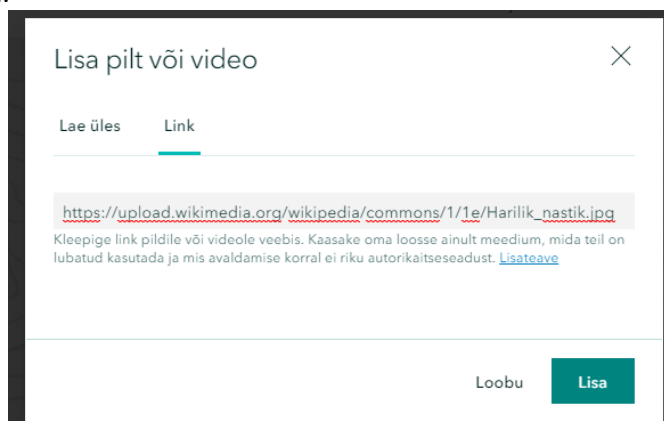 Lisa pilt või video
Lae üles Link
https://upload.wikimedia.org/wikipedia/commons/1/1e/Harilik_nastik.jpg
Kleepige link pildile või videole veebis. Kaasake oma loosse ainult meedium, mida teil on
lubatud kasutada ja mis avaldamise korral ei riku autorikaitseseadust. Lisateave
Loobu Lisa